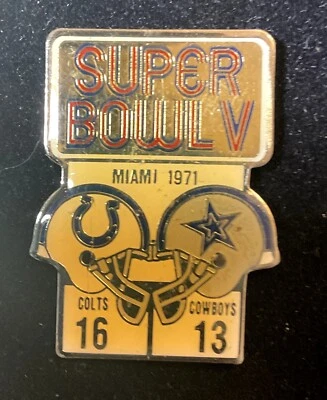 SUPER
BOWL V
MIAMI 1971
COLTS COWBOYS
16 13